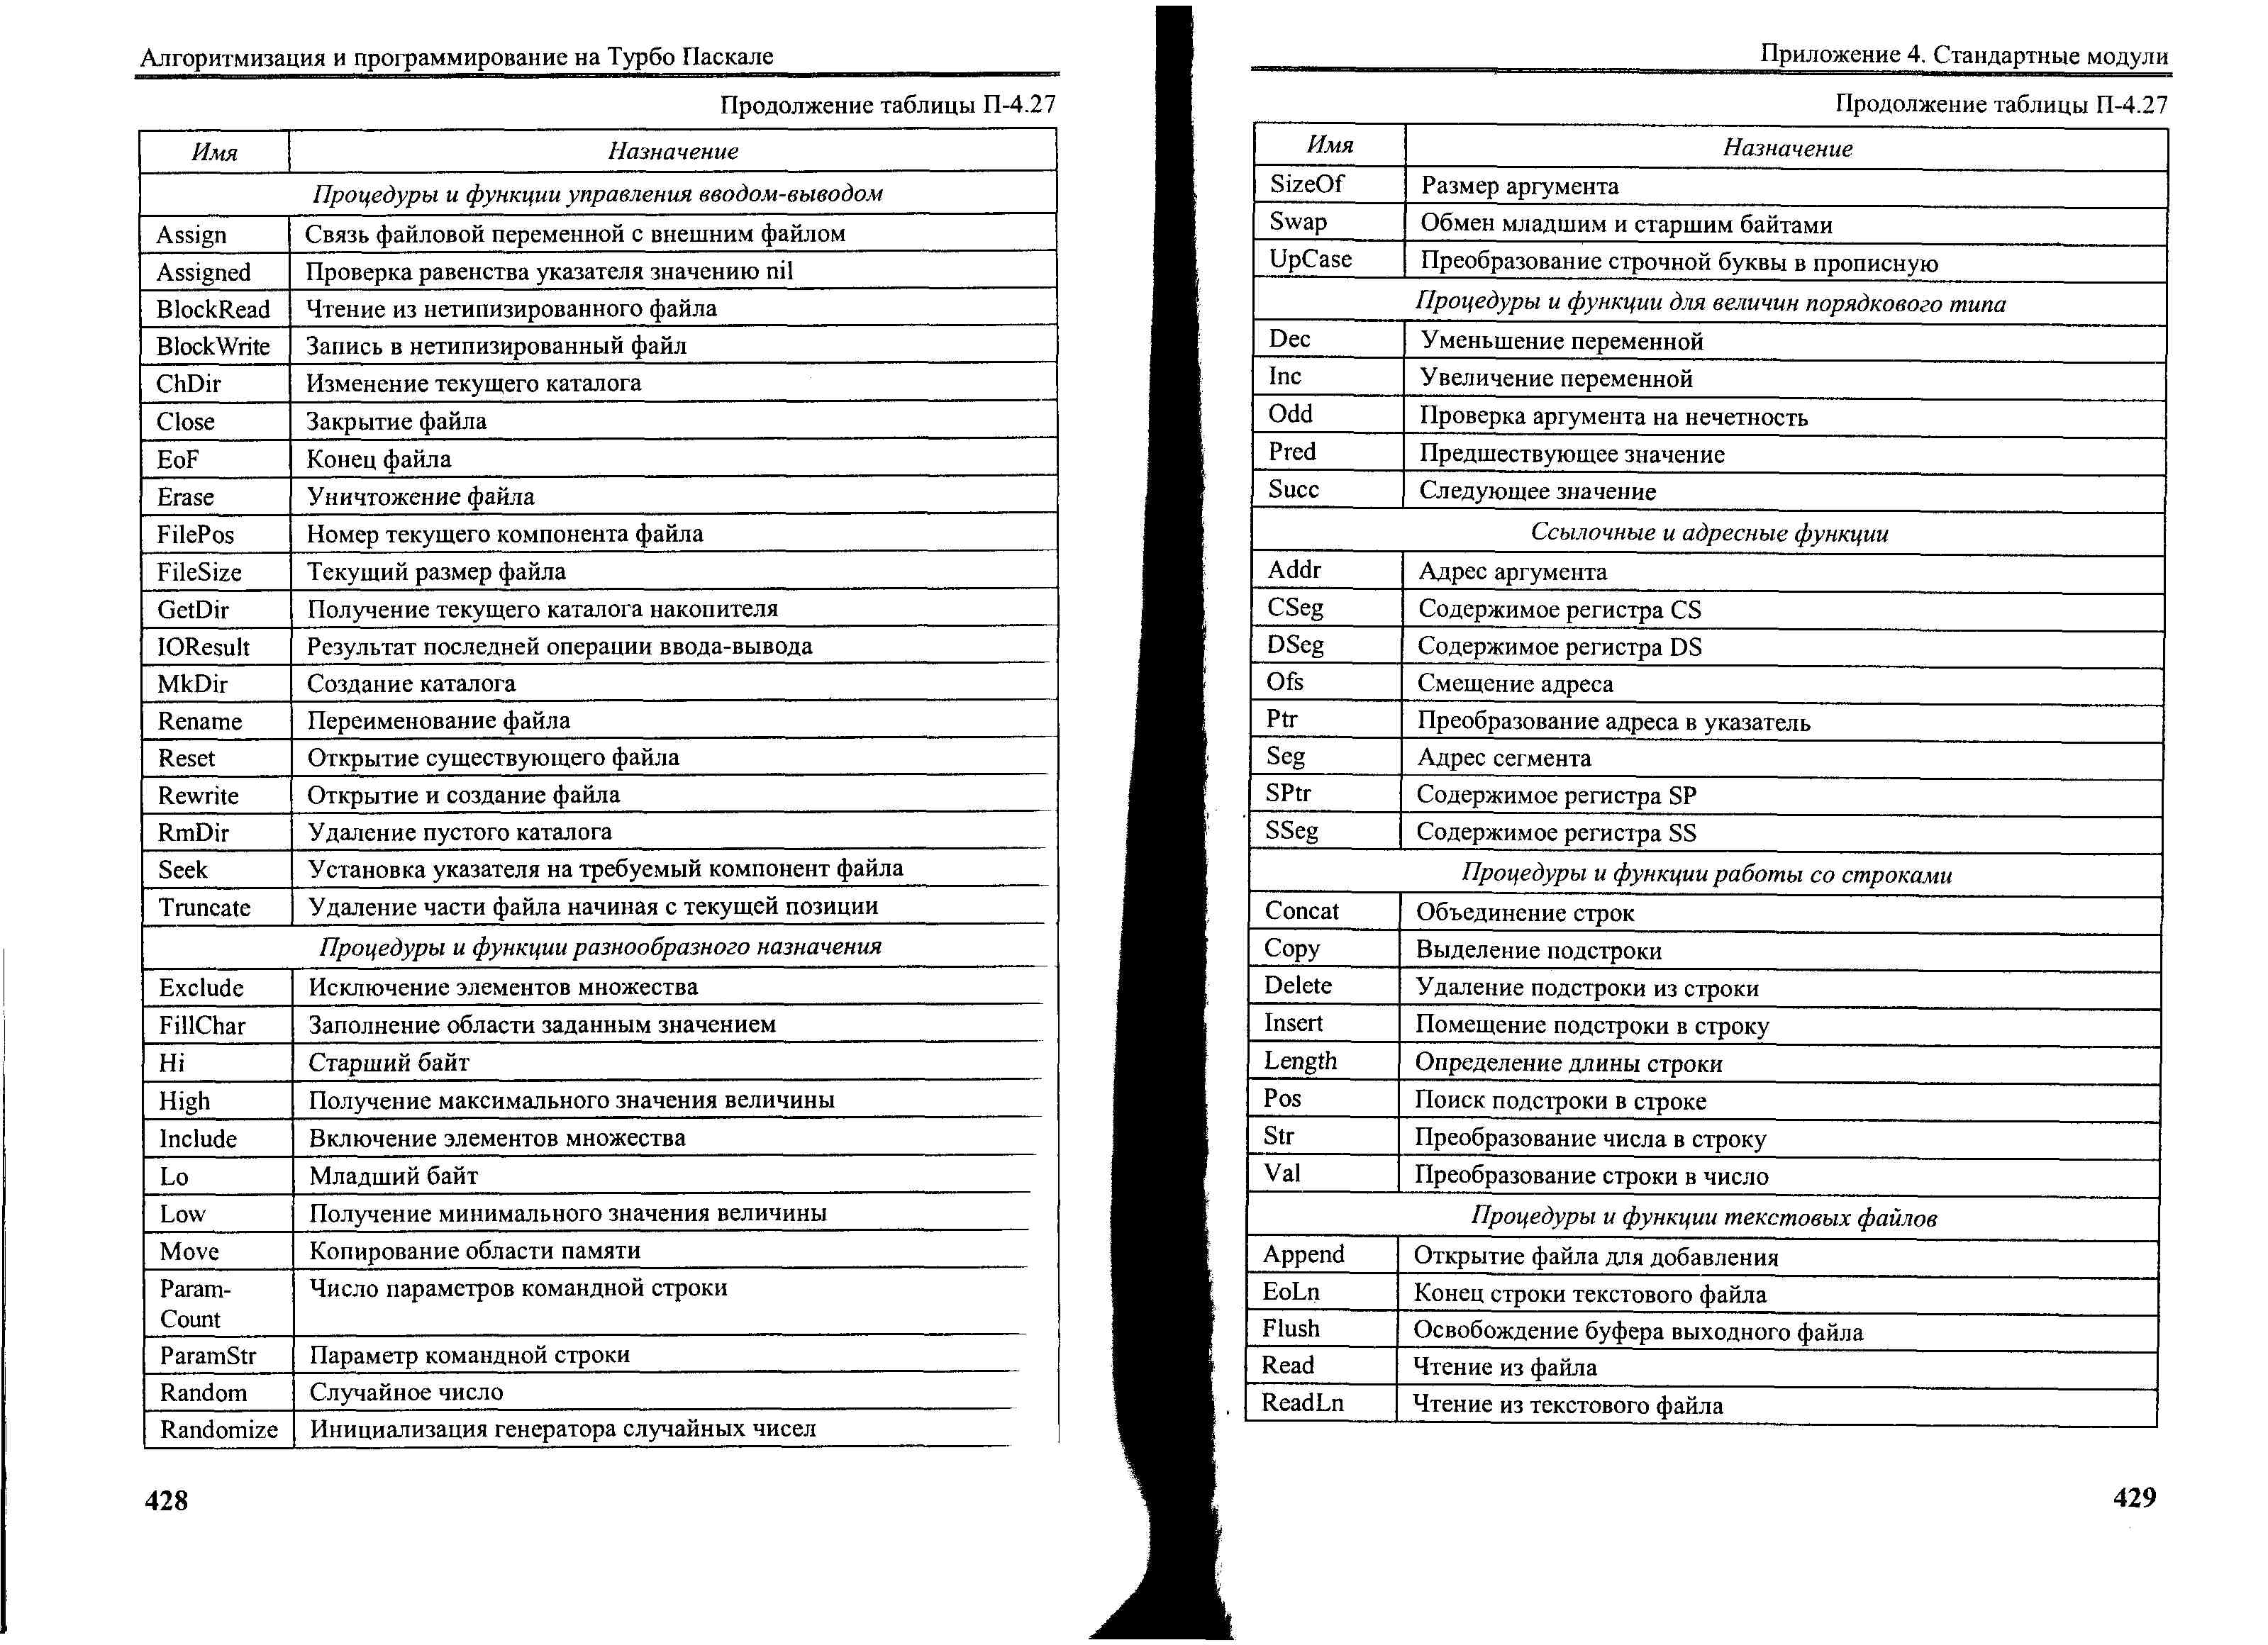 Алгоритмизация и программирование на Турбо Паскале
Продолжение таблицы П-4.27
Имя Назначение
Процедуры и функции управления вводом-выводом
Assign Связь файловой переменной с внешним файлом
Assigned Проверка равенства указателя значению nil
BlockRead Чтение из нетипизированного файла
BlockWrite Запись в нетипизированный файл
ChDir Изменение текущего каталога
Close Закрытие файла
EoF Конец файла
Erase Уничтожение файла
FilePos Номер текущего компонента файла
FileSize Текущий размер файла
GetDir Получение текущего каталога накопителя
IOResult Результат последней операции ввода-вывода
MkDir Создание каталога
Rename Переименование файла
Reset Открытие существующего файла
Rewrite Открытие и создание файла
RmDir Удаление пустого каталога
Seek Установка указателя на требуемый компонент файла
Truncate Удаление части файла начиная с текущей позиции
Процедуры и функции разнообразного назначения
Exclude Исключение элементов множества
FillChar Заполнение области заданным значением
Hi Старший байт
High Получение максимального значения величины
Include Включение элементов множества
Lo Младший байт
Low Получение минимального значения величины
Move Копирование области памяти
Param- Число параметров командной строки
Count
ParamStr Параметр командной строки
Random Случайное число
Randomize Инициализация генератора случайных чисел
428
Приложение 4. Стандартные модули
Продолжение таблицы П-4.27
Имя Назначение
SizeOf Размер аргумента
Swap Обмен младшим и старшим байтами
UpCase Преобразование строчной буквы в прописную
Процедуры и функции для величин порядкового типа
Dec Уменьшение переменной
Inc Увеличение переменной
Odd Проверка аргумента на нечетность
Pred Предшествующее значение
Succ Следующее значение
Ссылочные и адресные функции
Addr Адрес аргумента
CSeg Содержимое регистра CS
DSeg Содержимое регистра DS
Ofs Смещение адреса
Ptr Преобразование адреса в указатель
Seg Адрес сегмента
SPtr Содержимое регистра SP
SSeg Содержимое регистра SS
Процедуры и функции работы со строками
Concat Объединение строк
Copy Выделение подстроки
Delete Удаление подстроки из строки
Insert Помещение подстроки в строку
Length Определение длины строки
Pos Поиск подстроки в строке
Str Преобразование числа в строку
Val Преобразование строки в число
Процедуры и функции текстовых файлов
Append Открытие файла для добавления
EoLn Конец строки текстового файла
Flush Освобождение буфера выходного файла
Read Чтение из файла
ReadLn Чтение из текстового файла
429